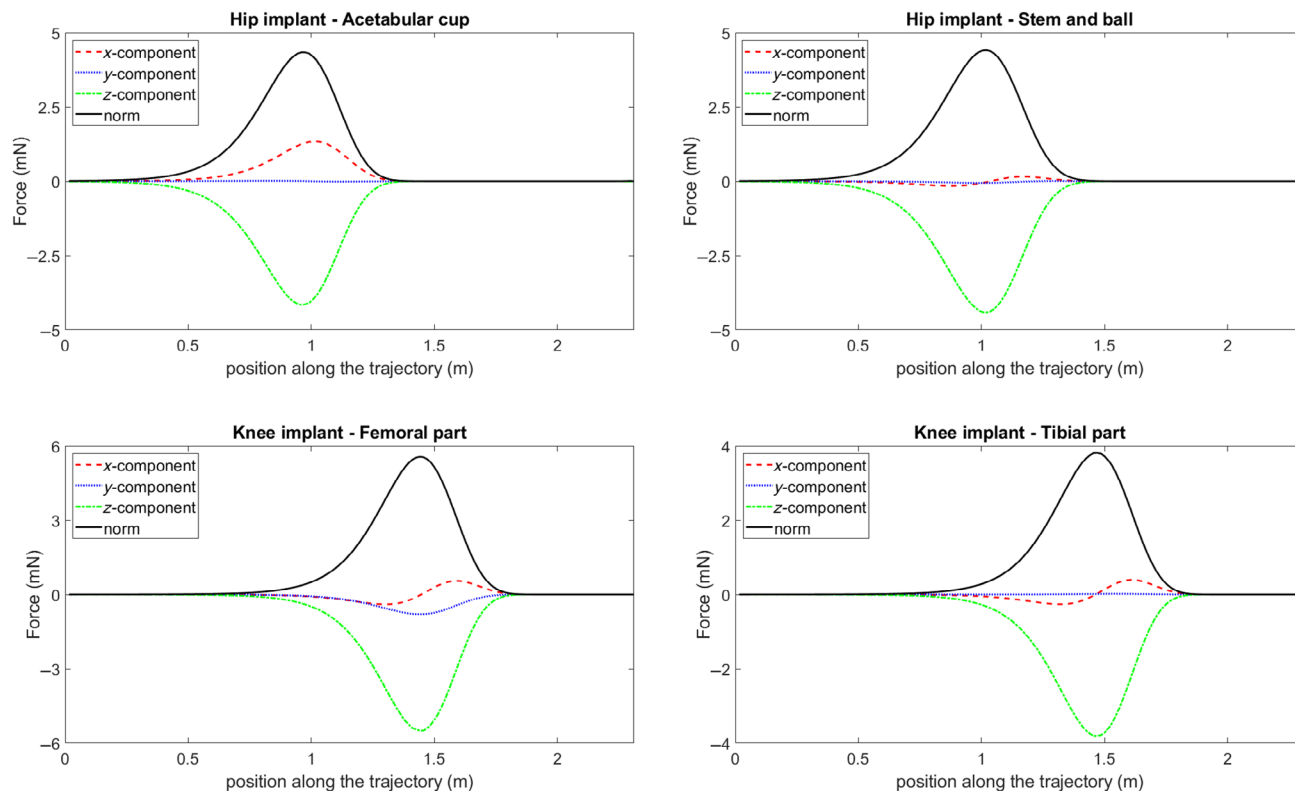 Hip implant - Acetabular cup
5
2.5
0
−2.5
−5
Force (mN)
x-component
y-component
z-component
norm
0
0.5
1
1.5
2
position along the trajectory (m)
Hip implant - Stem and ball
5
2.5
0
−2.5
−5
Force (mN)
x-component
y-component
z-component
norm
0
0.5
1
1.5
2
position along the trajectory (m)
Knee implant - Femoral part
6
3
0
−3
−6
Force (mN)
x-component
y-component
z-component
norm
0
0.5
1
1.5
2
position along the trajectory (m)
Knee implant - Tibial part
4
2
0
−2
−4
Force (mN)
x-component
y-component
z-component
norm
0
0.5
1
1.5
2
position along the trajectory (m)